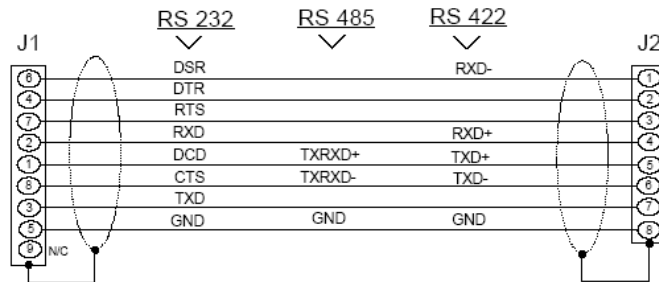 RS 232 RS 485 RS 422
J1 J2
DSR RXD-
6 1
DTR
4 2
RTS
7 3
RXD RXD+
2 4
DCD TXRXD+ TXD+
1 5
CTS TXRXD- TXD-
8 6
TXD
3 7
GND GND GND
5 8
9 N/C